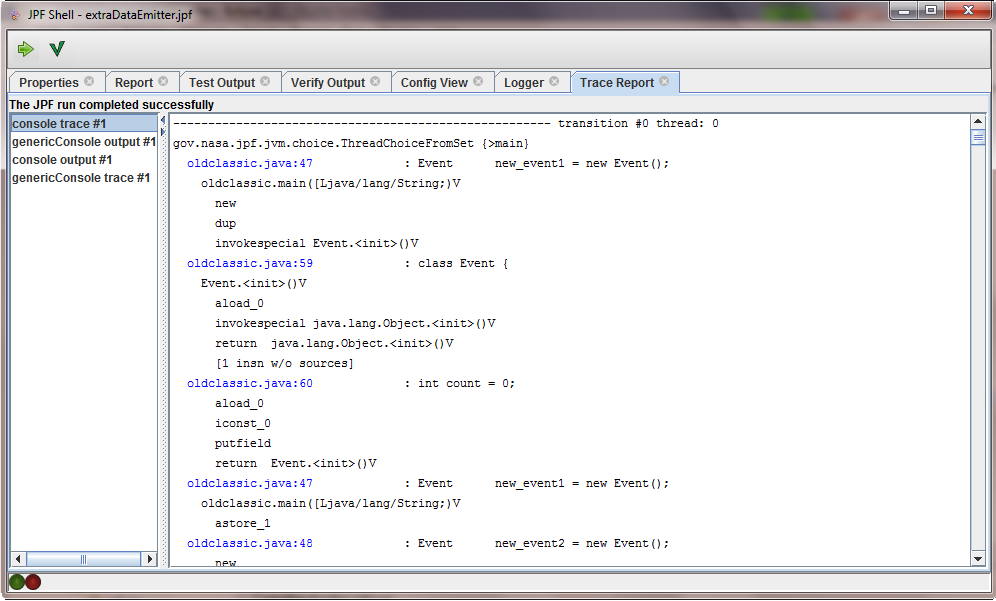 JPF Shell - extraDataEmitter.jpf
Properties Report Test Output Verify Output Config View Logger Trace Report
The JPF run completed successfully
console trace #1
genericConsole output #1
console output #1
genericConsole trace #1
------------------------------------------------------ transition #0 thread: 0
gov.nasa.jpf.jvm.choice.ThreadChoiceFromSet {>main}
oldclassic.java:47 : Event new_event1 = new Event();
oldclassic.main([Ljava/lang/String;)V
new
dup
invokespecial Event.<init>()V
oldclassic.java:59 : class Event {
Event.<init>()V
aload_0
invokespecial java.lang.Object.<init>()V
return java.lang.Object.<init>()V
[1 insn w/o sources]
oldclassic.java:60 : int count = 0;
aload_0
iconst_0
putfield
return Event.<init>()V
oldclassic.java:47 : Event new_event1 = new Event();
oldclassic.main([Ljava/lang/String;)V
astore_1
oldclassic.java:48 : Event new_event2 = new Event();
new